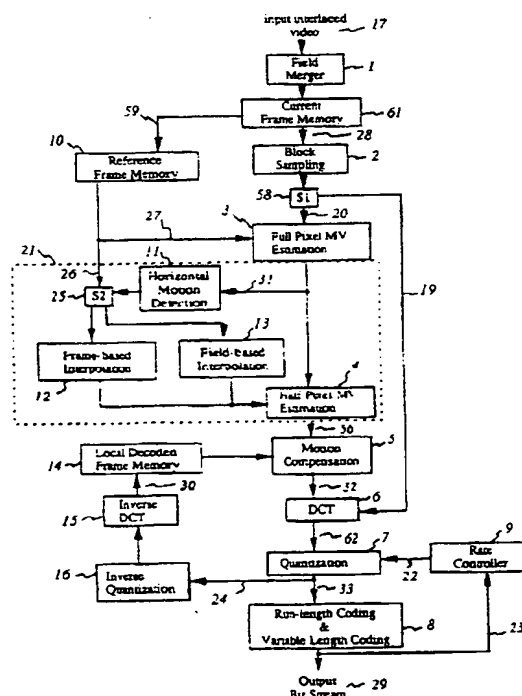 input interlaced
video
17
Field
Merger
1
59
Current
Frame Memory
61
10
28
Reference
Frame Memory
Block
Sampling
2
58
S1
3
20
27
Full Pixel MV
Estimation
21
11
26
Horizontal
Motion
Detection
31
19
25
S2
13
Frame-based
Interpolation
Field-based
Interpolation
4
12
Half Pixel MV
Estimation
56
5
14
Local Decoded
Frame Memory
Motion
Compensation
30
32
6
15
Inverse
DCT
DCT
9
62
7
16
Inverse
Quantization
Quantization
22
Rate
Controller
24
33
Run-length Coding
&
Variable Length Coding
8
23
Output
Bit Stream
29